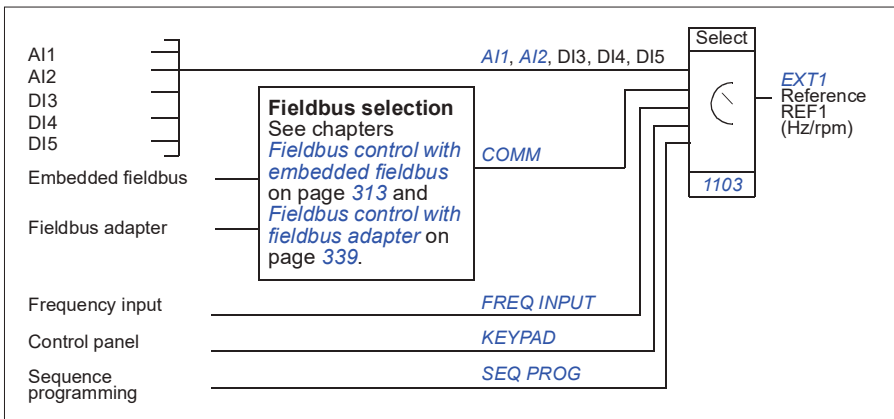 Select
AI1
AI2
DI3
DI4
DI5
AI1, AI2, DI3, DI4, DI5
EXT1
Reference
REF1
(Hz/rpm)
1103
Fieldbus selection
See chapters
Fieldbus control with
embedded fieldbus
on page 313 and
Fieldbus control with
fieldbus adapter on
page 339.
COMM
Embedded fieldbus
Fieldbus adapter
Frequency input
FREQ INPUT
Control panel
KEYPAD
Sequence
programming
SEQ PROG